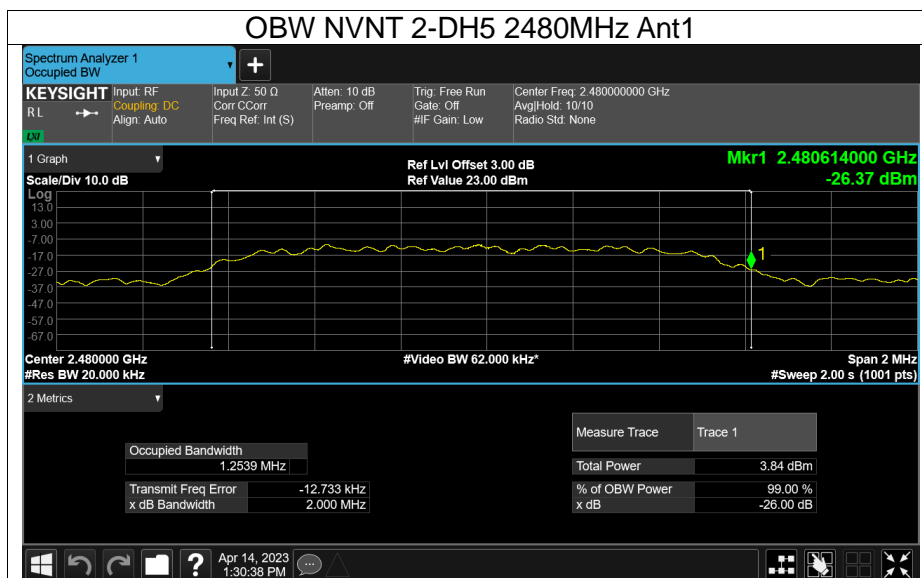 OBW NVNT 2-DH5 2480MHz Ant1
Spectrum Analyzer 1
Occupied BW
+
KEYSIGHT Input: RF Input Z: 50 Ω Atten: 10 dB Trig: Free Run Center Freq: 2.480000000 GHz
R L Coupling: DC Corr CCorr Preamp: Off Gate: Off Avg|Hold: 10/10
Align: Auto Freq Ref: Int (S) #IF Gain: Low Radio Std: None
LXI
1 Graph Ref Lvl Offset 3.00 dB Mkr1 2.480614000 GHz
Scale/Div 10.0 dB Ref Value 23.00 dBm -26.37 dBm
Log
13.0
3.00
-7.00
-17.0
1
-27.0
-37.0
-47.0
-57.0
-67.0
Center 2.480000 GHz #Video BW 62.000 kHz* Span 2 MHz
#Res BW 20.000 kHz #Sweep 2.00 s (1001 pts)
2 Metrics
Measure Trace Trace 1
Occupied Bandwidth
1.2539 MHz Total Power 3.84 dBm
Transmit Freq Error -12.733 kHz % of OBW Power 99.00 %
x dB Bandwidth 2.000 MHz x dB -26.00 dB
? Apr 14, 2023
1:30:38 PM